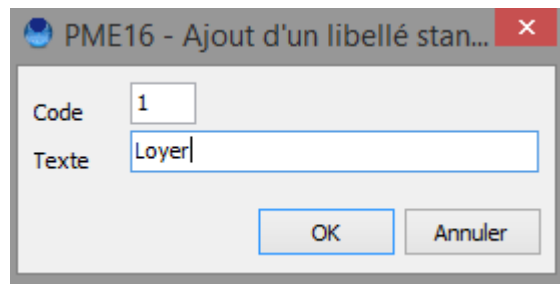 PME16 - Ajout d'un libellé stan...
Code 1
Texte Loyer
OK Annuler